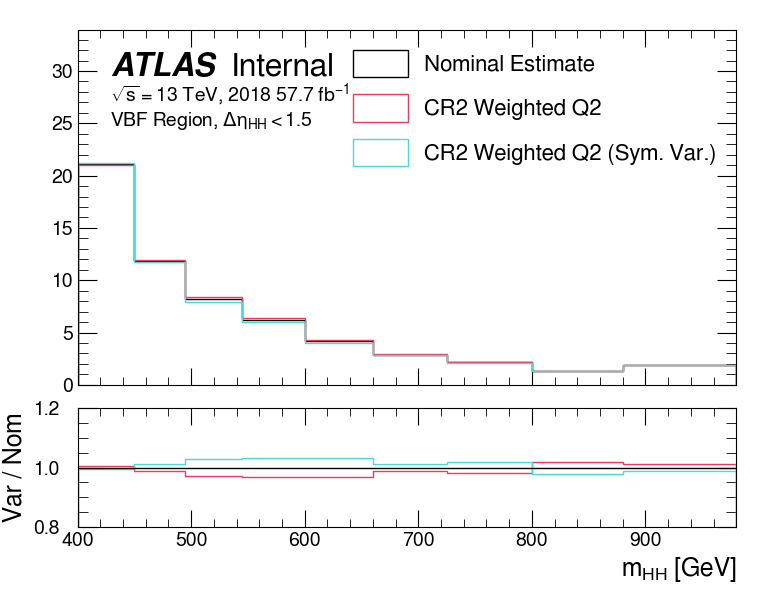 ATLAS Internal
√s = 13 TeV, 2018 57.7 fb⁻¹
VBF Region, Δη_HH < 1.5
Nominal Estimate
CR2 Weighted Q2
CR2 Weighted Q2 (Sym. Var.)
30
25
20
15
10
5
0
Var / Nom
1.2
1.0
0.8
400 500 600 700 800 900
m_HH [GeV]